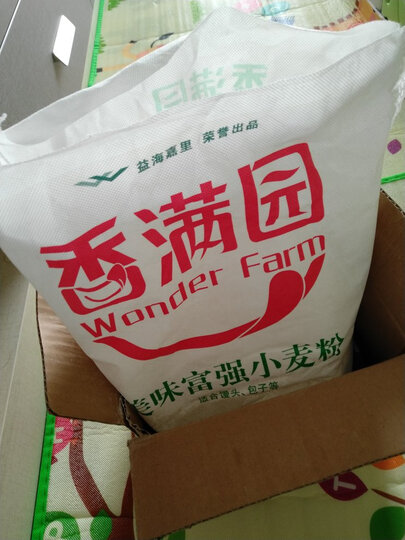 益海嘉里 荣誉出品
香满园
Wonder Farm
美味富强小麦粉
适合馒头、包子等